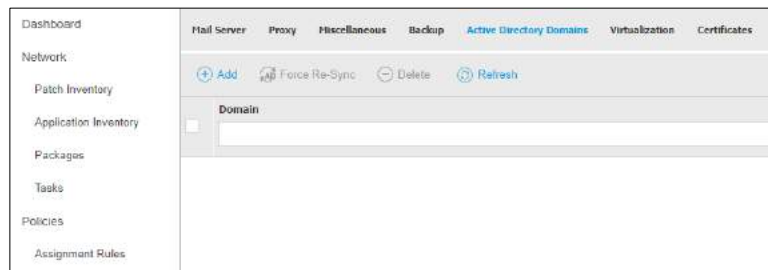 Dashboard
Network
Patch Inventory
Application Inventory
Packages
Tasks
Policies
Assignment Rules
Mail Server Proxy Miscellaneous Backup Active Directory Domains Virtualization Certificates
Add Force Re-Sync Delete Refresh
Domain